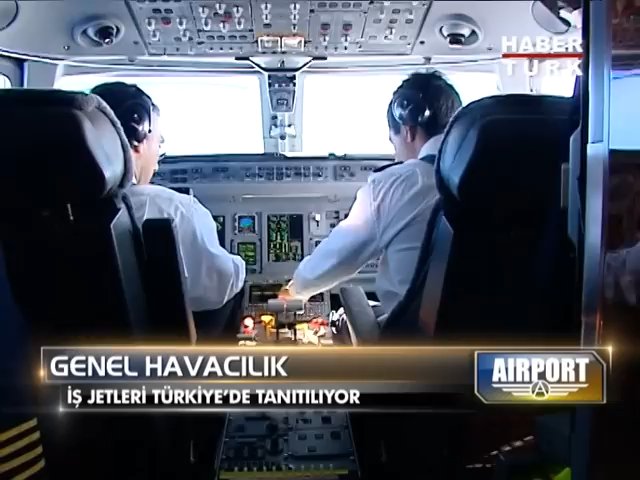 HABER
TÜRK
GENEL HAVACILIK
AIRPORT
İŞ JETLERİ TÜRKİYE'DE TANITILIYOR